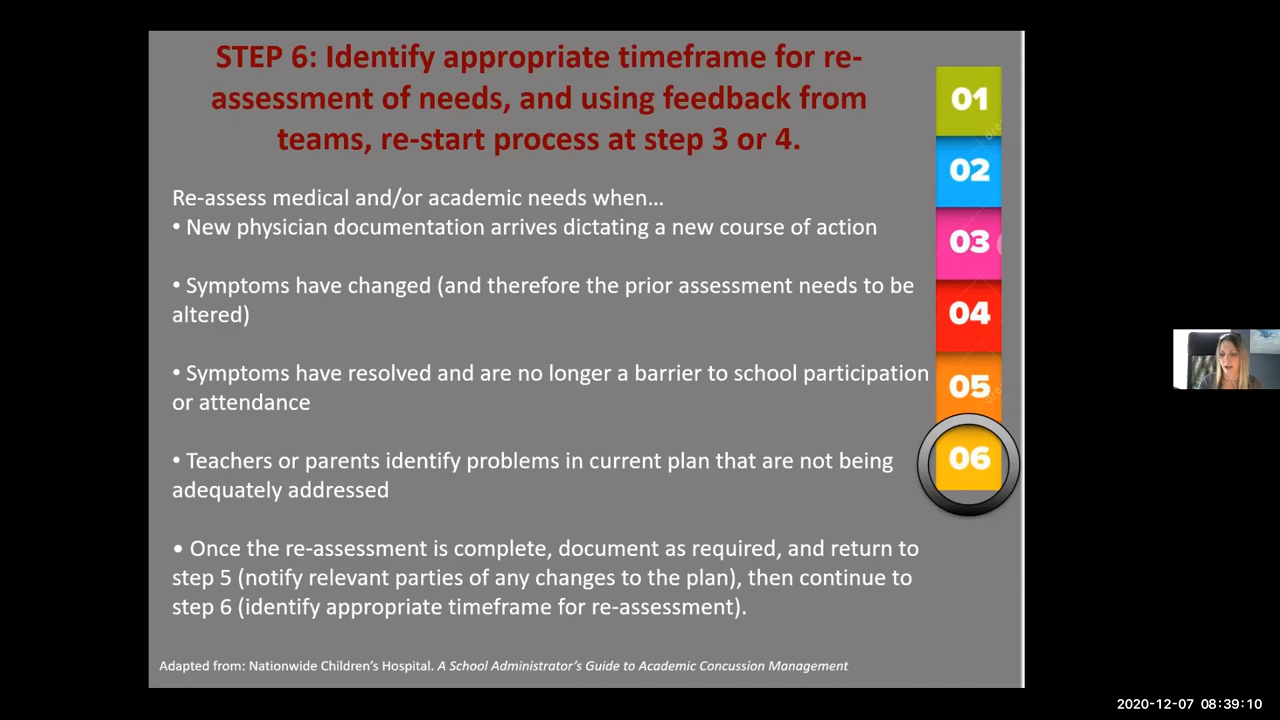 STEP 6: Identify appropriate timeframe for re-
assessment of needs, and using feedback from
teams, re-start process at step 3 or 4.
Re-assess medical and/or academic needs when…
• New physician documentation arrives dictating a new course of action
• Symptoms have changed (and therefore the prior assessment needs to be
altered)
• Symptoms have resolved and are no longer a barrier to school participation
or attendance
• Teachers or parents identify problems in current plan that are not being
adequately addressed
• Once the re-assessment is complete, document as required, and return to
step 5 (notify relevant parties of any changes to the plan), then continue to
step 6 (identify appropriate timeframe for re-assessment).
Adapted from: Nationwide Children’s Hospital. A School Administrator’s Guide to Academic Concussion Management
01
02
03
04
05
06
2020-12-07 08:39:10